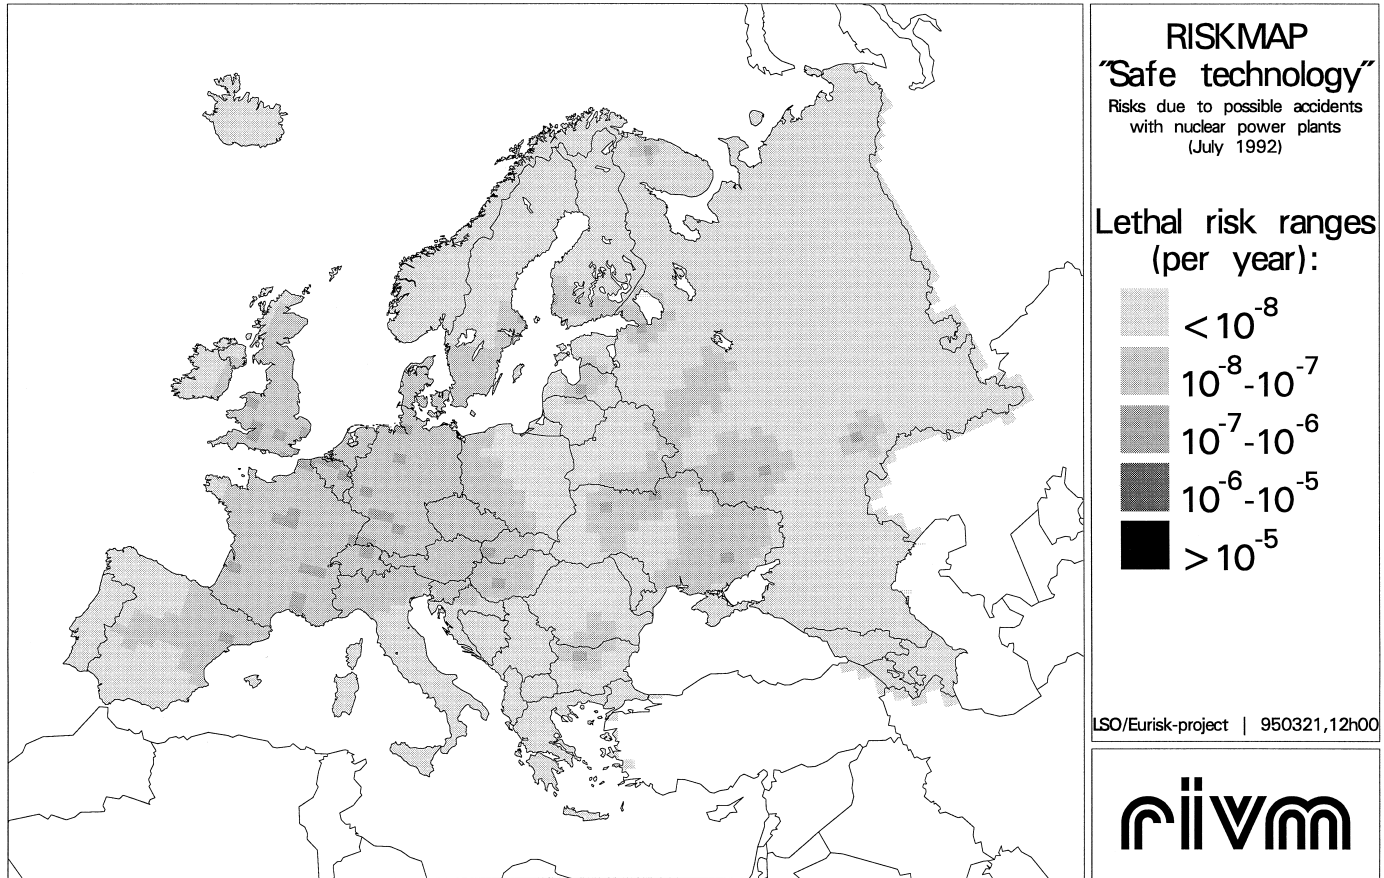 RISKMAP
"Safe technology"
Risks due to possible accidents
with nuclear power plants
(July 1992)
Lethal risk ranges
(per year):
< 10⁻⁸
10⁻⁸-10⁻⁷
10⁻⁷-10⁻⁶
10⁻⁶-10⁻⁵
> 10⁻⁵
LSO/Eurisk-project | 950321,12h00
rivm